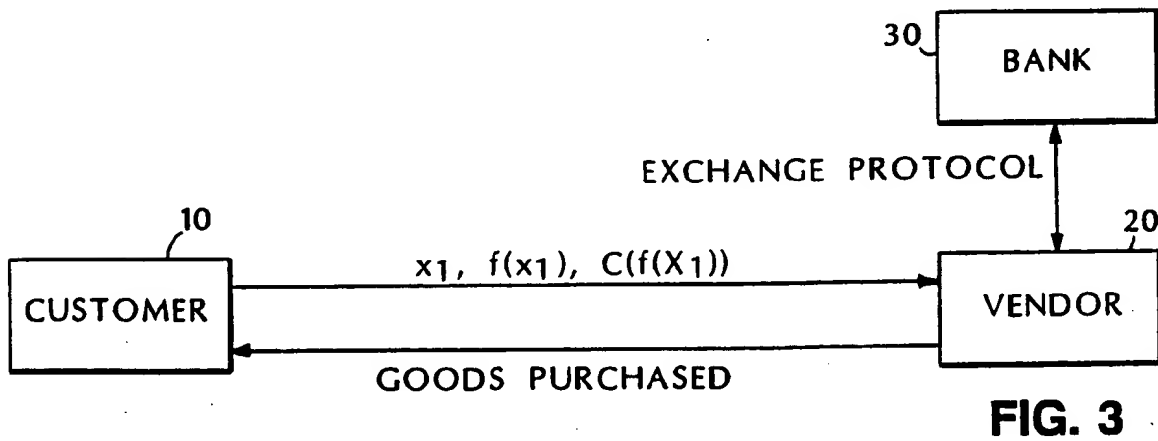 30
BANK
EXCHANGE PROTOCOL
10
20
x1, f(x1), C(f(X1))
CUSTOMER
VENDOR
GOODS PURCHASED
FIG. 3